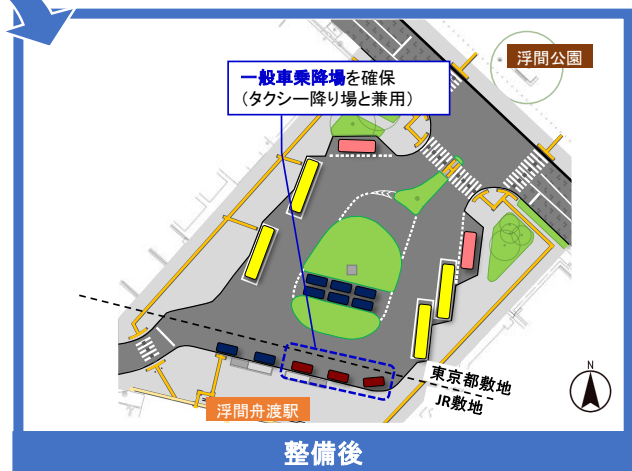 浮間公園
一般車乗降場を確保
（タクシー降り場と兼用）
東京都敷地
JR敷地
N
浮間舟渡駅
整備後